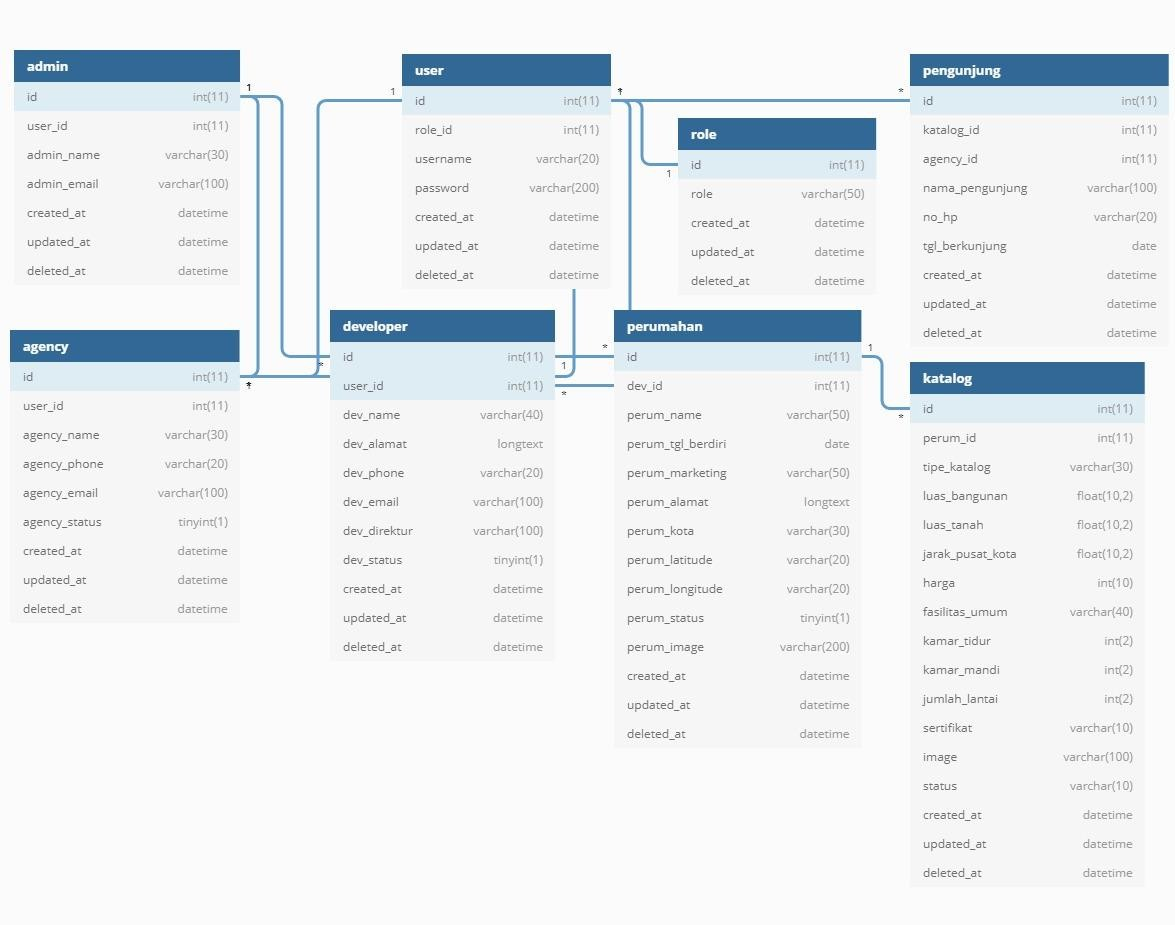 admin
id int(11)
user_id int(11)
admin_name varchar(30)
admin_email varchar(100)
created_at datetime
updated_at datetime
deleted_at datetime
1
agency
id int(11)
user_id int(11)
agency_name varchar(30)
agency_phone varchar(20)
agency_email varchar(100)
agency_status tinyint(1)
created_at datetime
updated_at datetime
deleted_at datetime
*
1
user
id int(11)
role_id int(11)
username varchar(20)
password varchar(200)
created_at datetime
updated_at datetime
deleted_at datetime
*
developer
id int(11)
user_id int(11)
dev_name varchar(40)
dev_alamat longtext
dev_phone varchar(20)
dev_email varchar(100)
dev_direktur varchar(100)
dev_status tinyint(1)
created_at datetime
updated_at datetime
deleted_at datetime
1
*
role
id int(11)
role varchar(50)
created_at datetime
updated_at datetime
deleted_at datetime
1
*
perumahan
id int(11)
dev_id int(11)
perum_name varchar(50)
perum_tgl_berdiri date
perum_marketing varchar(50)
perum_alamat longtext
perum_kota varchar(30)
perum_latitude varchar(20)
perum_longitude varchar(20)
perum_status tinyint(1)
perum_image varchar(200)
created_at datetime
updated_at datetime
deleted_at datetime
1
*
pengunjung
id int(11)
katalog_id int(11)
agency_id int(11)
nama_pengunjung varchar(100)
no_hp varchar(20)
tgl_berkunjung date
created_at datetime
updated_at datetime
deleted_at datetime
*
katalog
id int(11)
perum_id int(11)
tipe_katalog varchar(30)
luas_bangunan float(10,2)
luas_tanah float(10,2)
jarak_pusat_kota float(10,2)
harga int(10)
fasilitas_umum varchar(40)
kamar_tidur int(2)
kamar_mandi int(2)
jumlah_lantai int(2)
sertifikat varchar(10)
image varchar(100)
status varchar(10)
created_at datetime
updated_at datetime
deleted_at datetime